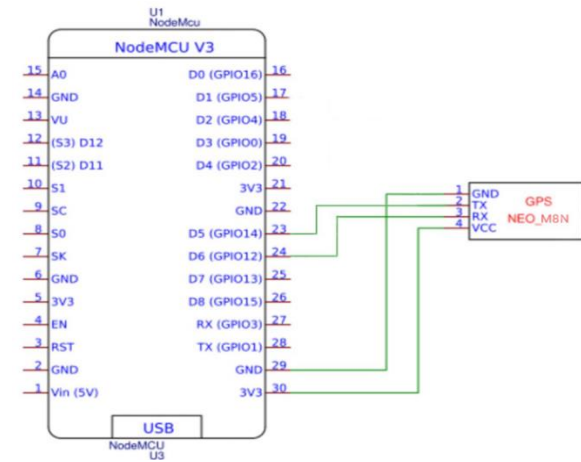 U1
NodeMcu
NodeMCU V3
15 A0 D0 (GPIO16) 16
14 GND D1 (GPIO5) 17
13 VU D2 (GPIO4) 18
12 (S3) D12 D3 (GPIO0) 19
11 (S2) D11 D4 (GPIO2) 20
10 S1 3V3 21
9 SC GND 22
8 S0 D5 (GPIO14) 23
7 SK D6 (GPIO12) 24
6 GND D7 (GPIO13) 25
5 3V3 D8 (GPIO15) 26
4 EN RX (GPIO3) 27
3 RST TX (GPIO1) 28
2 GND GND 29
1 Vin (5V) 3V3 30
USB
NodeMCU
U3
1 GND
2 TX
3 RX
4 VCC
GPS
NEO_M8N